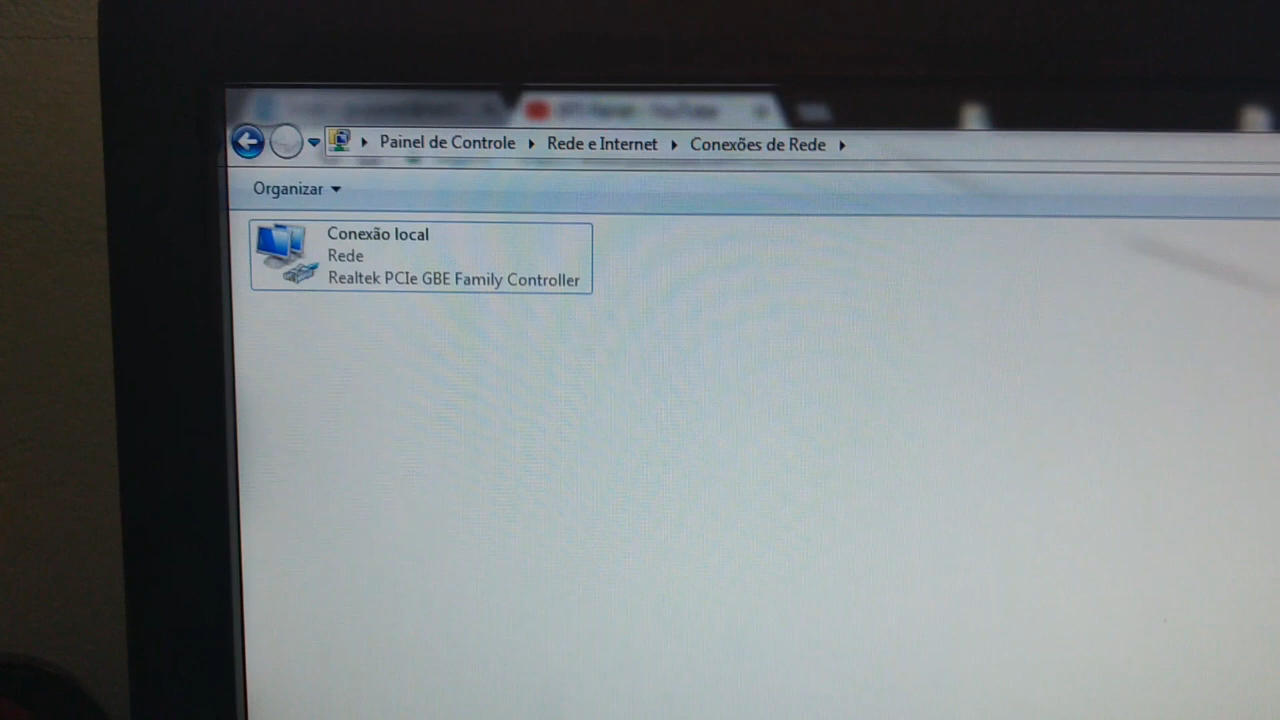 Painel de Controle Rede e Internet Conexões de Rede
Organizar
Conexão local
Rede
Realtek PCIe GBE Family Controller